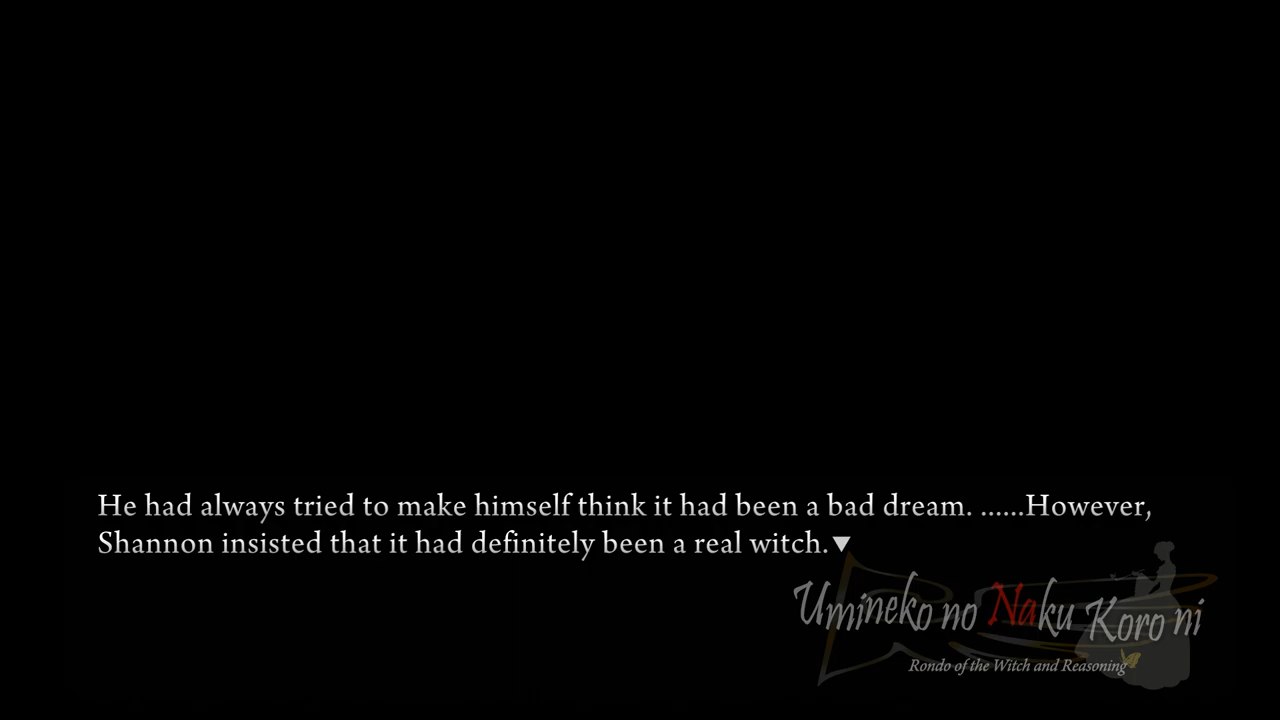 He had always tried to make himself think it had been a bad dream. ......However,
Shannon insisted that it had definitely been a real witch.▼
Umineko no Naku Koro ni
Rondo of the Witch and Reasoning